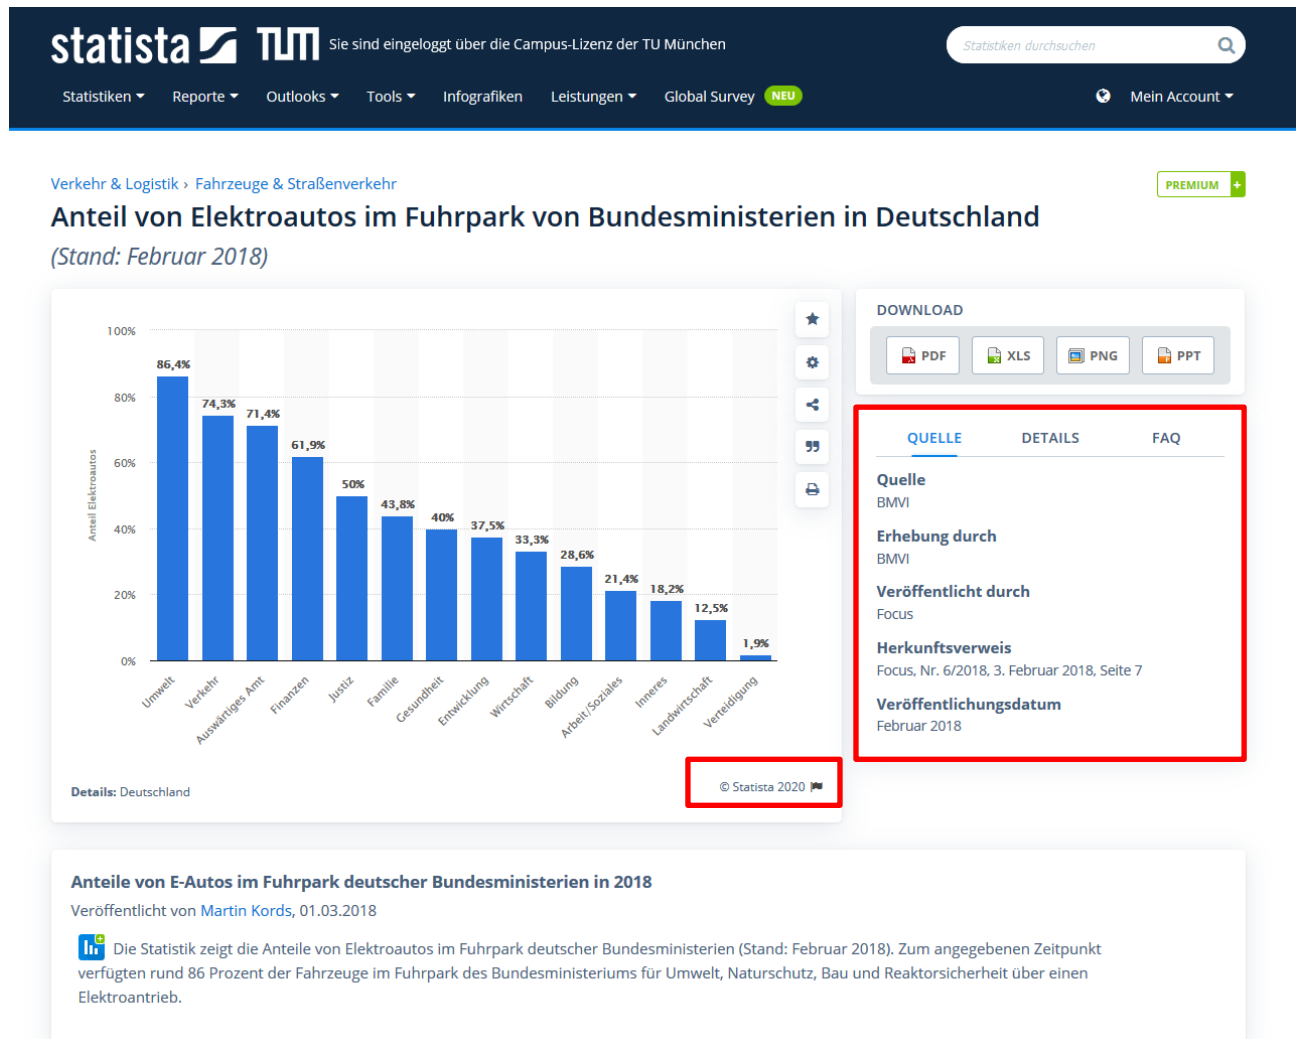 statista TUM Sie sind eingeloggt über die Campus-Lizenz der TU München Statistiken durchsuchen
Statistiken Reporte Outlooks Tools Infografiken Leistungen Global Survey NEU Mein Account
Verkehr & Logistik › Fahrzeuge & Straßenverkehr
PREMIUM +
Anteil von Elektroautos im Fuhrpark von Bundesministerien in Deutschland
(Stand: Februar 2018)
Anteil Elektroautos
100%
80%
60%
40%
20%
0%
86,4%
74,3%
71,4%
61,9%
50%
43,8%
40%
37,5%
33,3%
28,6%
21,4%
18,2%
12,5%
1,9%
Umwelt
Verkehr
Auswärtiges Amt
Finanzen
Justiz
Familie
Gesundheit
Entwicklung
Wirtschaft
Bildung
Arbeit/Soziales
Inneres
Landwirtschaft
Verteidigung
Details: Deutschland
© Statista 2020
DOWNLOAD
PDF XLS PNG PPT
QUELLE DETAILS FAQ
Quelle
BMVI
Erhebung durch
BMVI
Veröffentlicht durch
Focus
Herkunftsverweis
Focus, Nr. 6/2018, 3. Februar 2018, Seite 7
Veröffentlichungsdatum
Februar 2018
Anteile von E-Autos im Fuhrpark deutscher Bundesministerien in 2018
Veröffentlicht von Martin Kords, 01.03.2018
Die Statistik zeigt die Anteile von Elektroautos im Fuhrpark deutscher Bundesministerien (Stand: Februar 2018). Zum angegebenen Zeitpunkt
verfügten rund 86 Prozent der Fahrzeuge im Fuhrpark des Bundesministeriums für Umwelt, Naturschutz, Bau und Reaktorsicherheit über einen
Elektroantrieb.